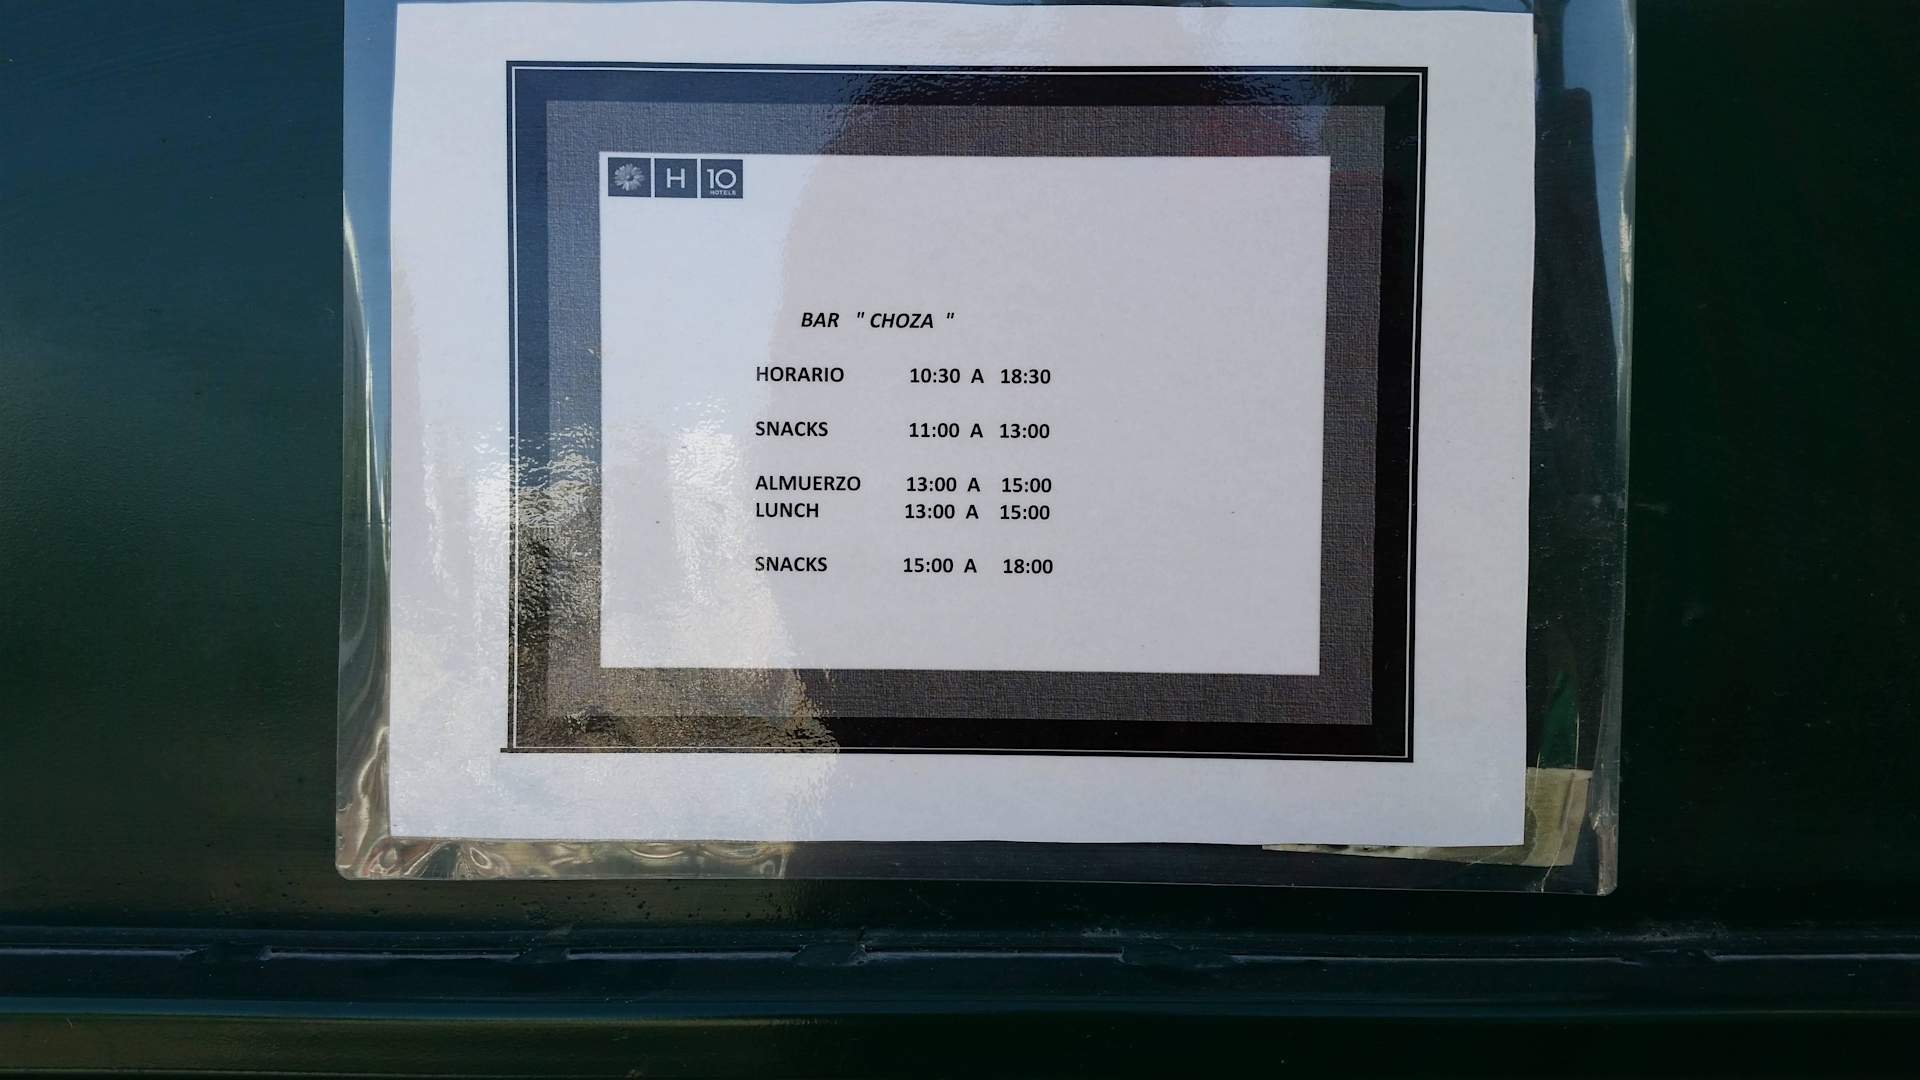 H 10
HOTELS
BAR " CHOZA "
HORARIO 10:30 A 18:30
SNACKS 11:00 A 13:00
ALMUERZO 13:00 A 15:00
LUNCH 13:00 A 15:00
SNACKS 15:00 A 18:00